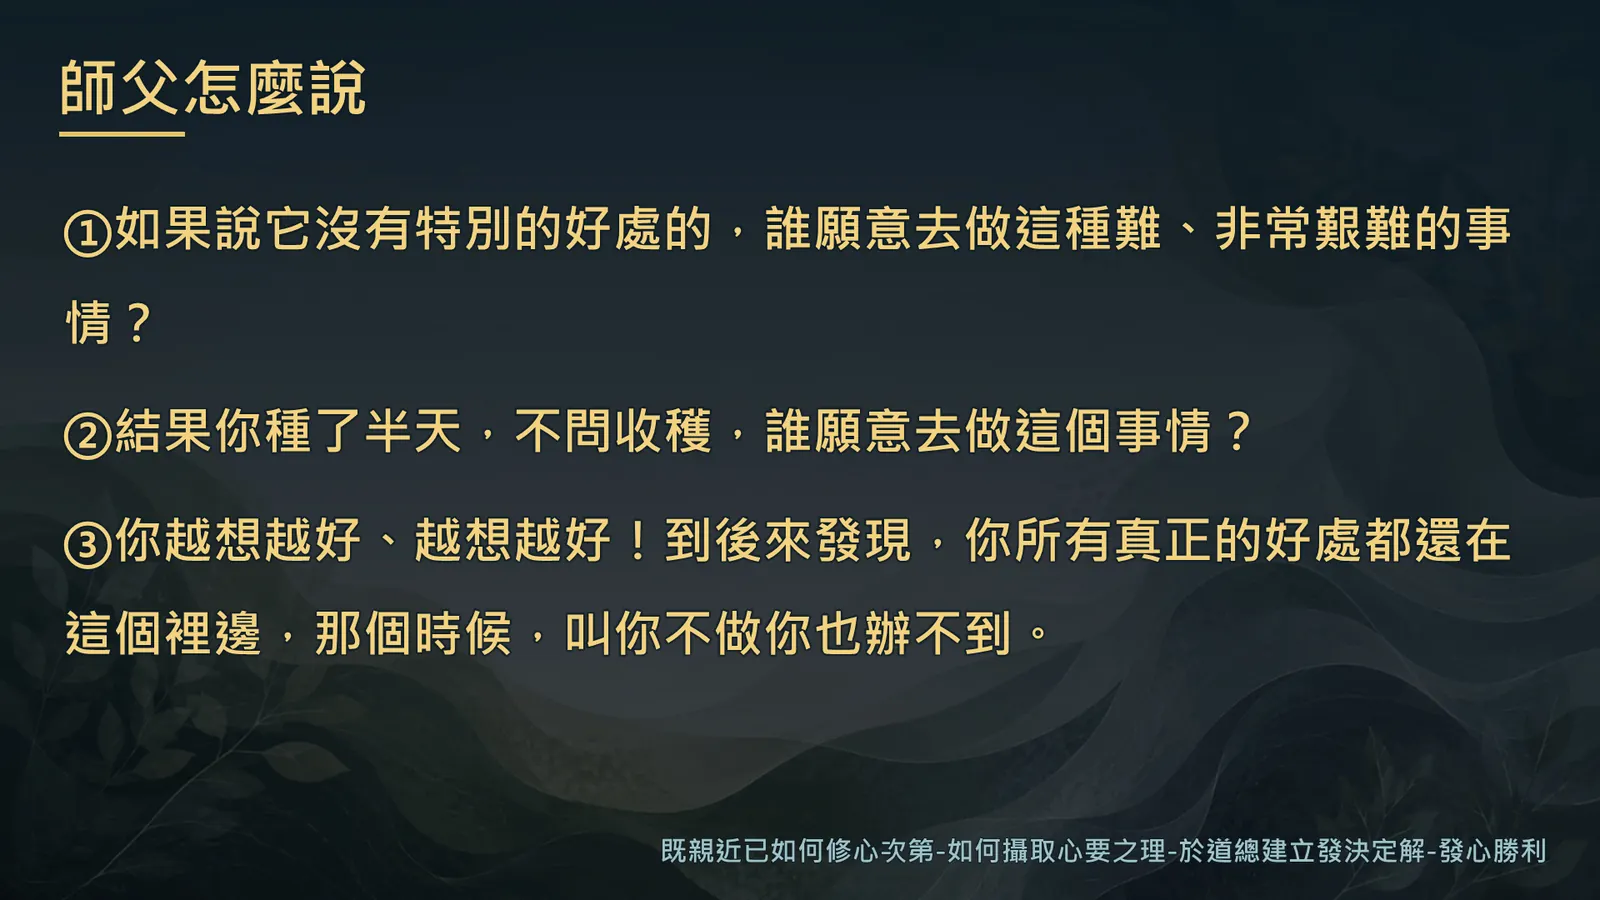 師父怎麼說
①如果說它沒有特別的好處的，誰願意去做這種難、非常艱難的事
情？
②結果你種了半天，不問收穫，誰願意去做這個事情？
③你越想越好、越想越好！到後來發現，你所有真正的好處都還在
這個裡邊，那個時候，叫你不做你也辦不到。
既親近已如何修心次第-如何攝取心要之理-於道總建立發決定解-發心勝利